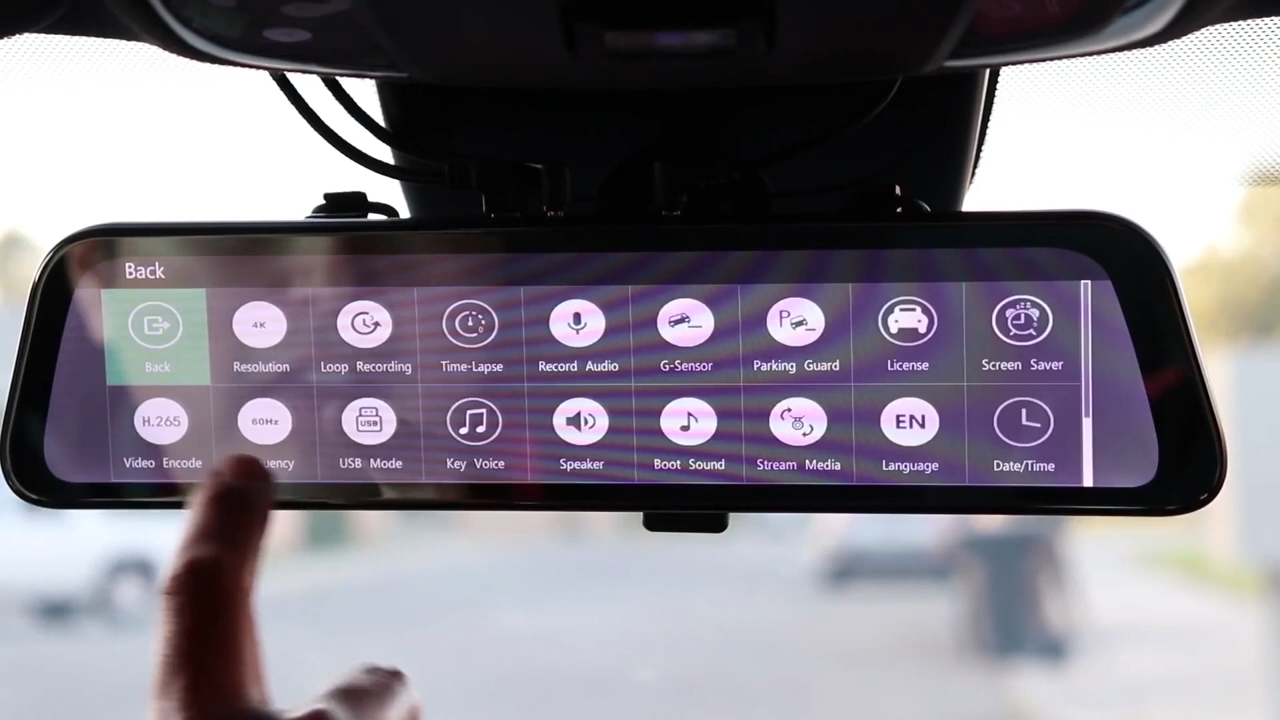 Back
Back
4K
Resolution
Loop Recording
Time-Lapse
Record Audio
G-Sensor
P
Parking Guard
License
Screen Saver
H.265
Video Encode
60Hz
uency
USB
USB Mode
Key Voice
Speaker
Boot Sound
Stream Media
EN
Language
Date/Time